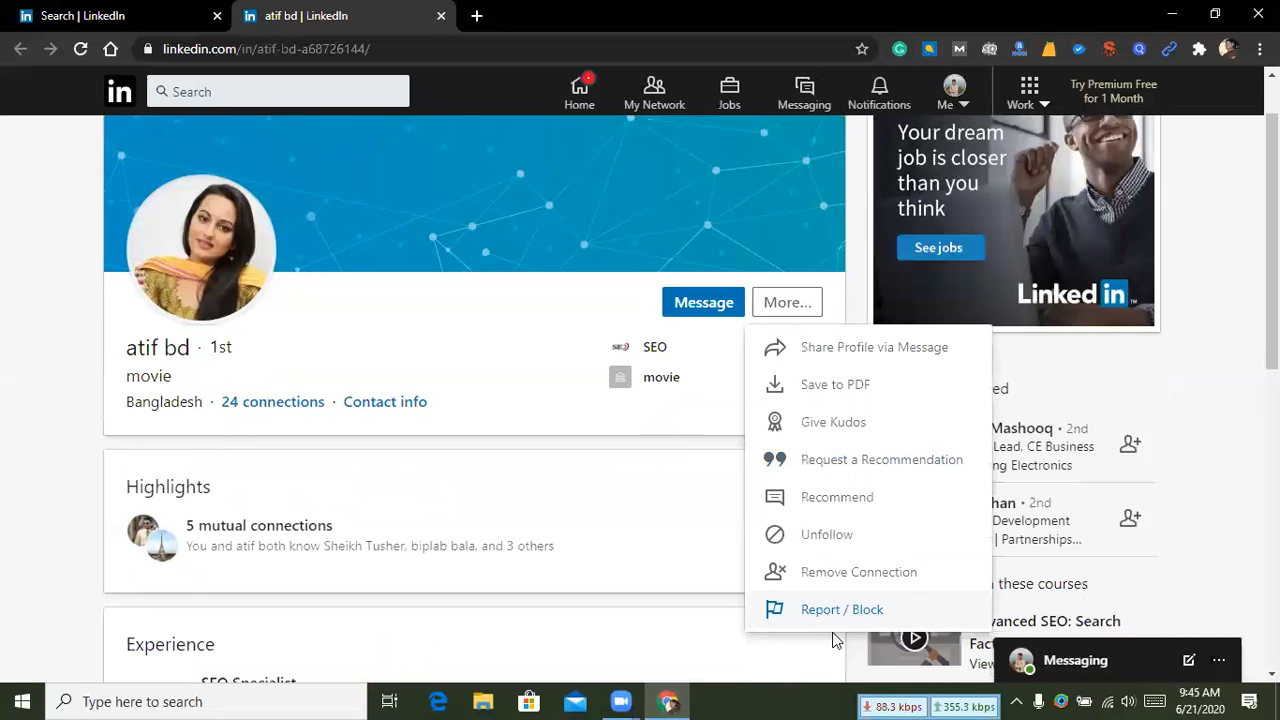 Search | LinkedIn
atif bd | LinkedIn
linkedin.com/in/atif-bd-a68726144/
in
Search
Home
My Network
Jobs
Messaging
Notifications
Me
Work
Try Premium Free
for 1 Month
Your dream
job is closer
than you
think
See jobs
Linked in
Message
More...
atif bd · 1st
movie
Bangladesh · 24 connections · Contact info
SEO
SEO
movie
Share Profile via Message
Save to PDF
Give Kudos
Request a Recommendation
Recommend
Unfollow
Remove Connection
Report / Block
Highlights
5 mutual connections
You and atif both know Sheikh Tusher, biplab bala, and 3 others
Experience
SEO Specialist
Mashooq · 2nd
Lead, CE Business
Electronics
2nd
Development
| Partnerships...
these courses
SEO: Search
View
Messaging
Type here to search
88.3 kbps
355.3 kbps
9:45 AM
6/21/2020